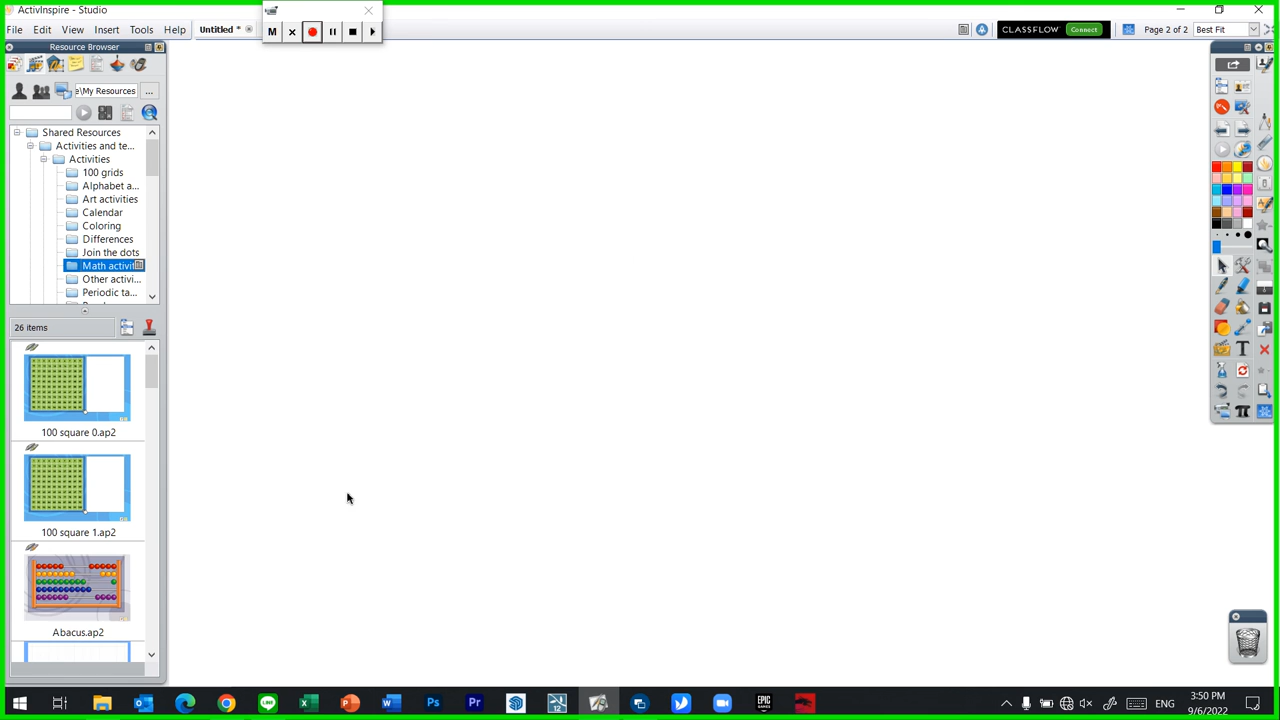 ActivInspire - Studio
File Edit View Insert Tools Help Untitled *
M
CLASSFLOW Connect Page 2 of 2 Best Fit
Resource Browser
e\My Resources ...
Shared Resources
Activities and te...
Activities
100 grids
Alphabet a...
Art activities
Calendar
Coloring
Differences
Join the dots
Math activit
Other activi...
Periodic ta...
26 items
100 square 0.ap2
100 square 1.ap2
Abacus.ap2
T
ENG
3:50 PM
9/6/2022